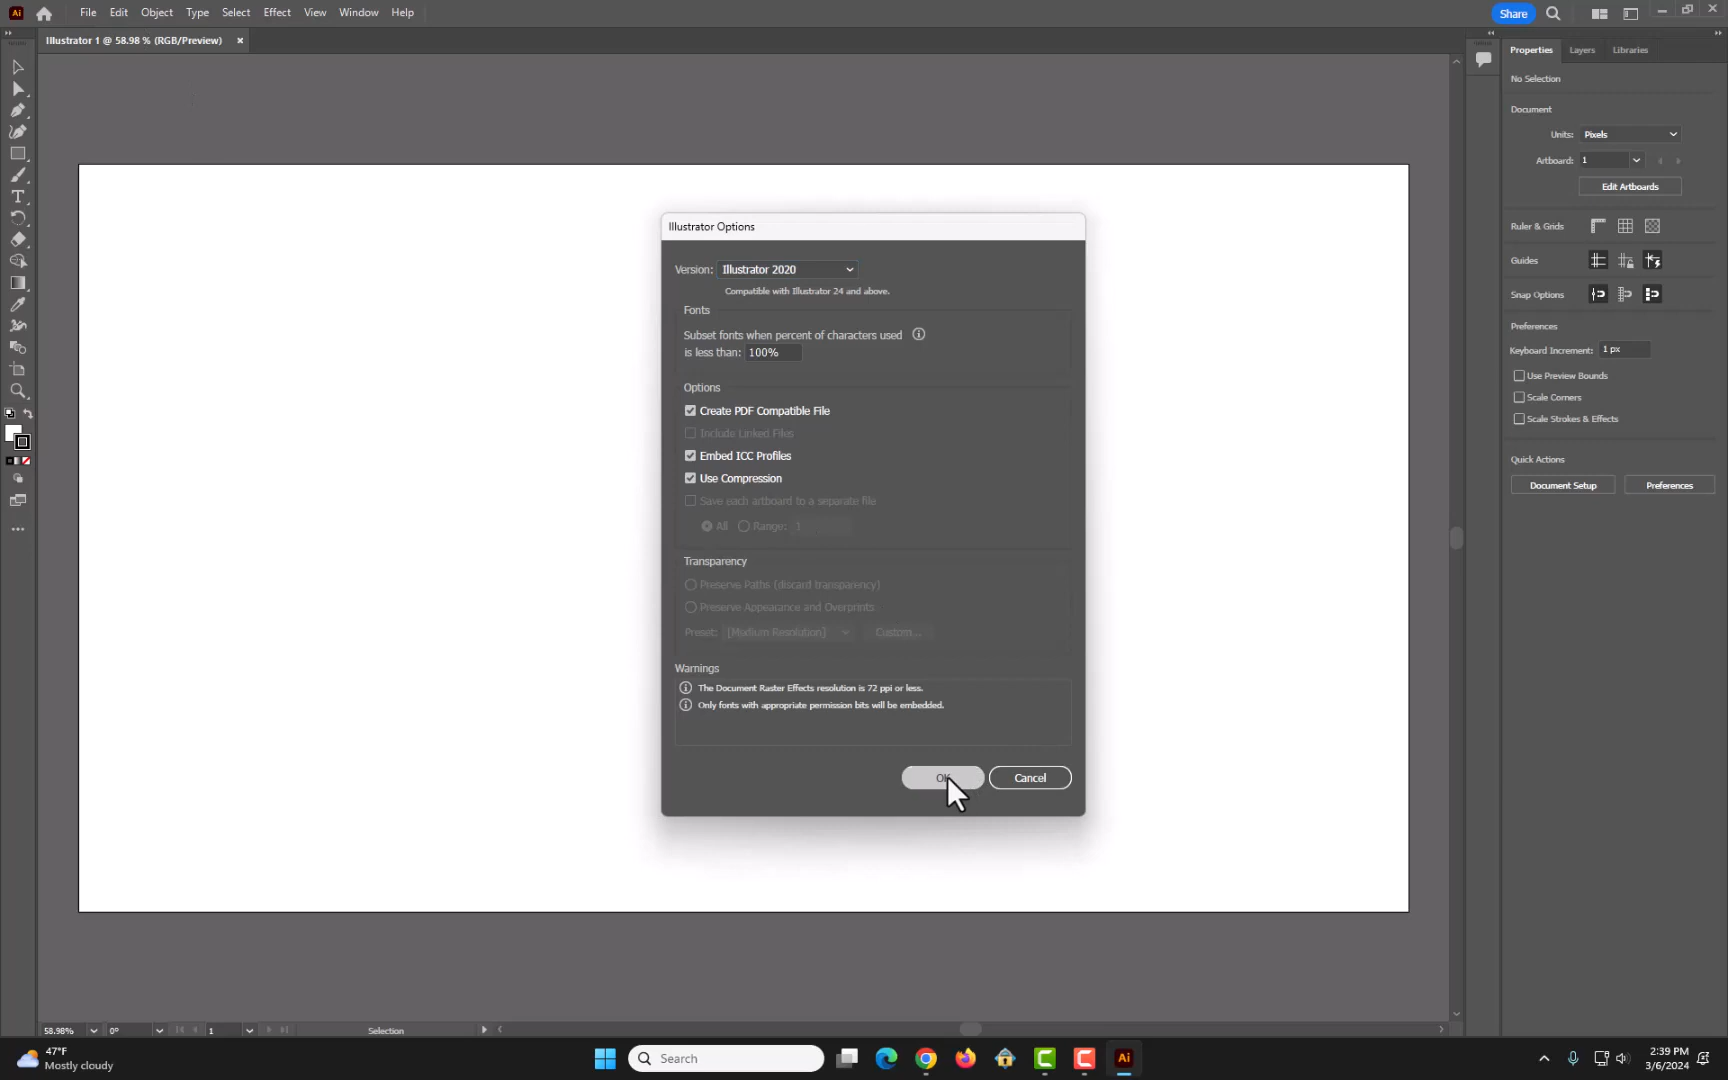 Ai File Edit Object Type Select Effect View Window Help Share
Illustrator 1 @ 58.98 % (RGB/Preview) ×
Properties Layers Libraries
No Selection
Document
Units: Pixels
Artboard: 1
Edit Artboards
Ruler & Grids
Guides
Snap Options
Preferences
Keyboard Increment: 1 px
Use Preview Bounds
Scale Corners
Scale Strokes & Effects
Quick Actions
Document Setup Preferences
Illustrator Options
Version: Illustrator 2020
Compatible with Illustrator 24 and above.
Fonts
Subset fonts when percent of characters used
is less than: 100%
Options
Create PDF Compatible File
Include Linked Files
Embed ICC Profiles
Use Compression
Save each artboard to a separate file
All Range: 1
Transparency
Preserve Paths (discard transparency)
Preserve Appearance and Overprints
Preset: [Medium Resolution] Custom...
Warnings
The Document Raster Effects resolution is 72 ppi or less.
Only fonts with appropriate permission bits will be embedded.
OK Cancel
58.98% 0° 1 Selection
47°F
Mostly cloudy
Search
Ai
2:39 PM
3/6/2024